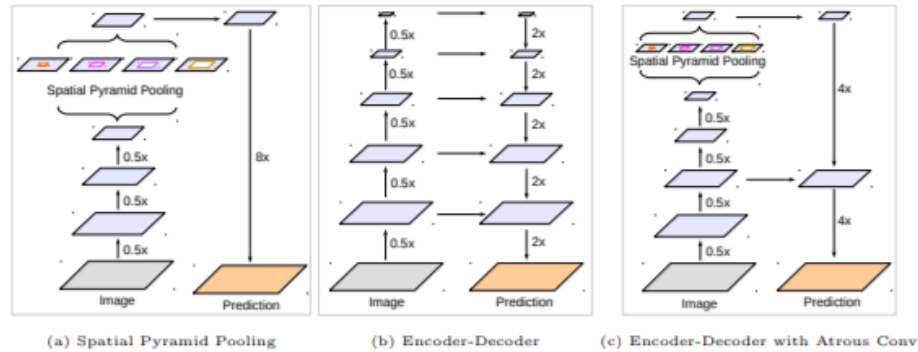 Spatial Pyramid Pooling
0.5x
0.5x
0.5x
8x
Image
Prediction
(a) Spatial Pyramid Pooling
0.5x
2x
0.5x
2x
0.5x
2x
0.5x
2x
0.5x
2x
Image
Prediction
(b) Encoder-Decoder
Spatial Pyramid Pooling
4x
0.5x
0.5x
0.5x
4x
0.5x
Image
Prediction
(c) Encoder-Decoder with Atrous Conv